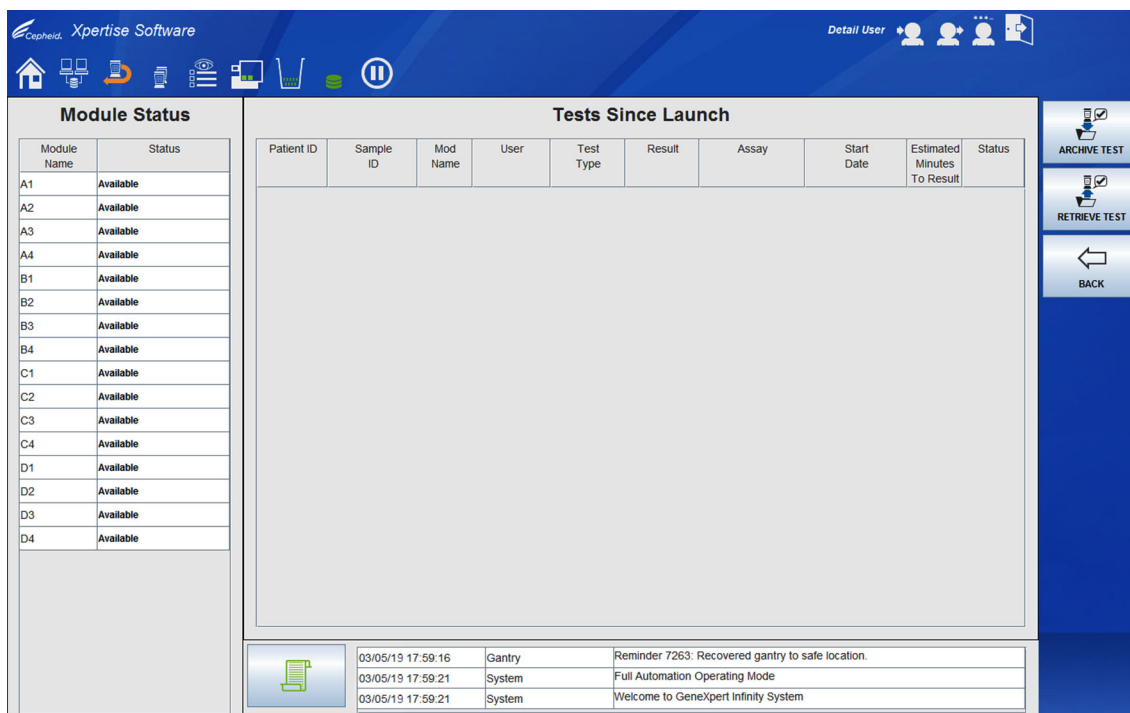 Cepheid. Xpertise Software
Detail User
Module Status
Module Name Status
A1 Available
A2 Available
A3 Available
A4 Available
B1 Available
B2 Available
B3 Available
B4 Available
C1 Available
C2 Available
C3 Available
C4 Available
D1 Available
D2 Available
D3 Available
D4 Available
Tests Since Launch
Patient ID Sample ID Mod Name User Test Type Result Assay Start Date Estimated Minutes To Result Status
03/05/19 17:59:16 Gantry Reminder 7263: Recovered gantry to safe location.
03/05/19 17:59:21 System Full Automation Operating Mode
03/05/19 17:59:21 System Welcome to GeneXpert Infinity System
ARCHIVE TEST
RETRIEVE TEST
BACK